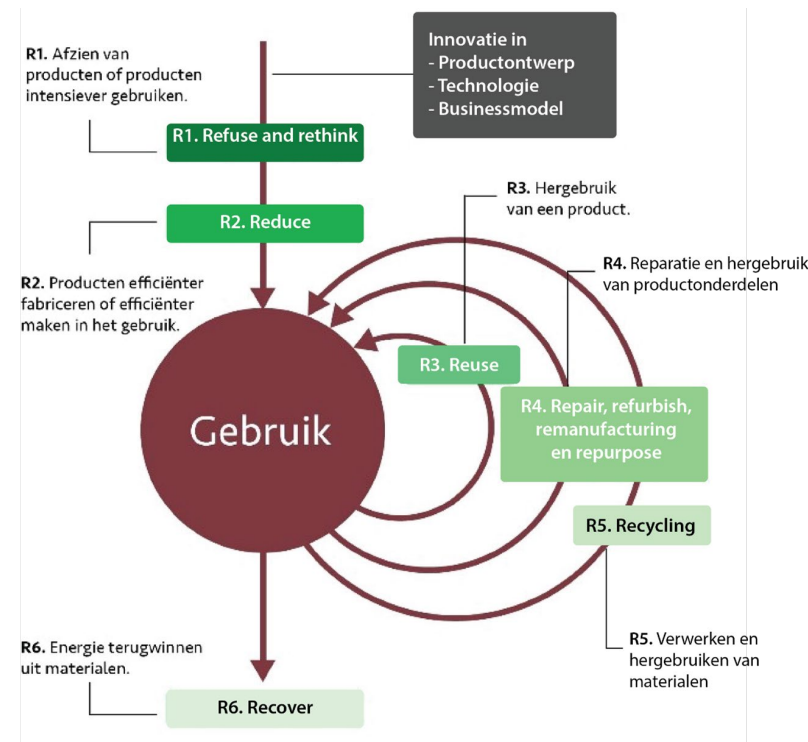 Innovatie in
- Productontwerp
- Technologie
- Businessmodel
R1. Afzien van
producten of producten
intensiever gebruiken.
R1. Refuse and rethink
R2. Reduce
R2. Producten efficiënter
fabriceren of efficiënter
maken in het gebruik.
R3. Hergebruik
van een product.
R4. Reparatie en hergebruik
van productonderdelen
R3. Reuse
R4. Repair, refurbish,
remanufacturing
en repurpose
Gebruik
R5. Recycling
R5. Verwerken en
hergebruiken van
materialen
R6. Energie terugwinnen
uit materialen.
R6. Recover